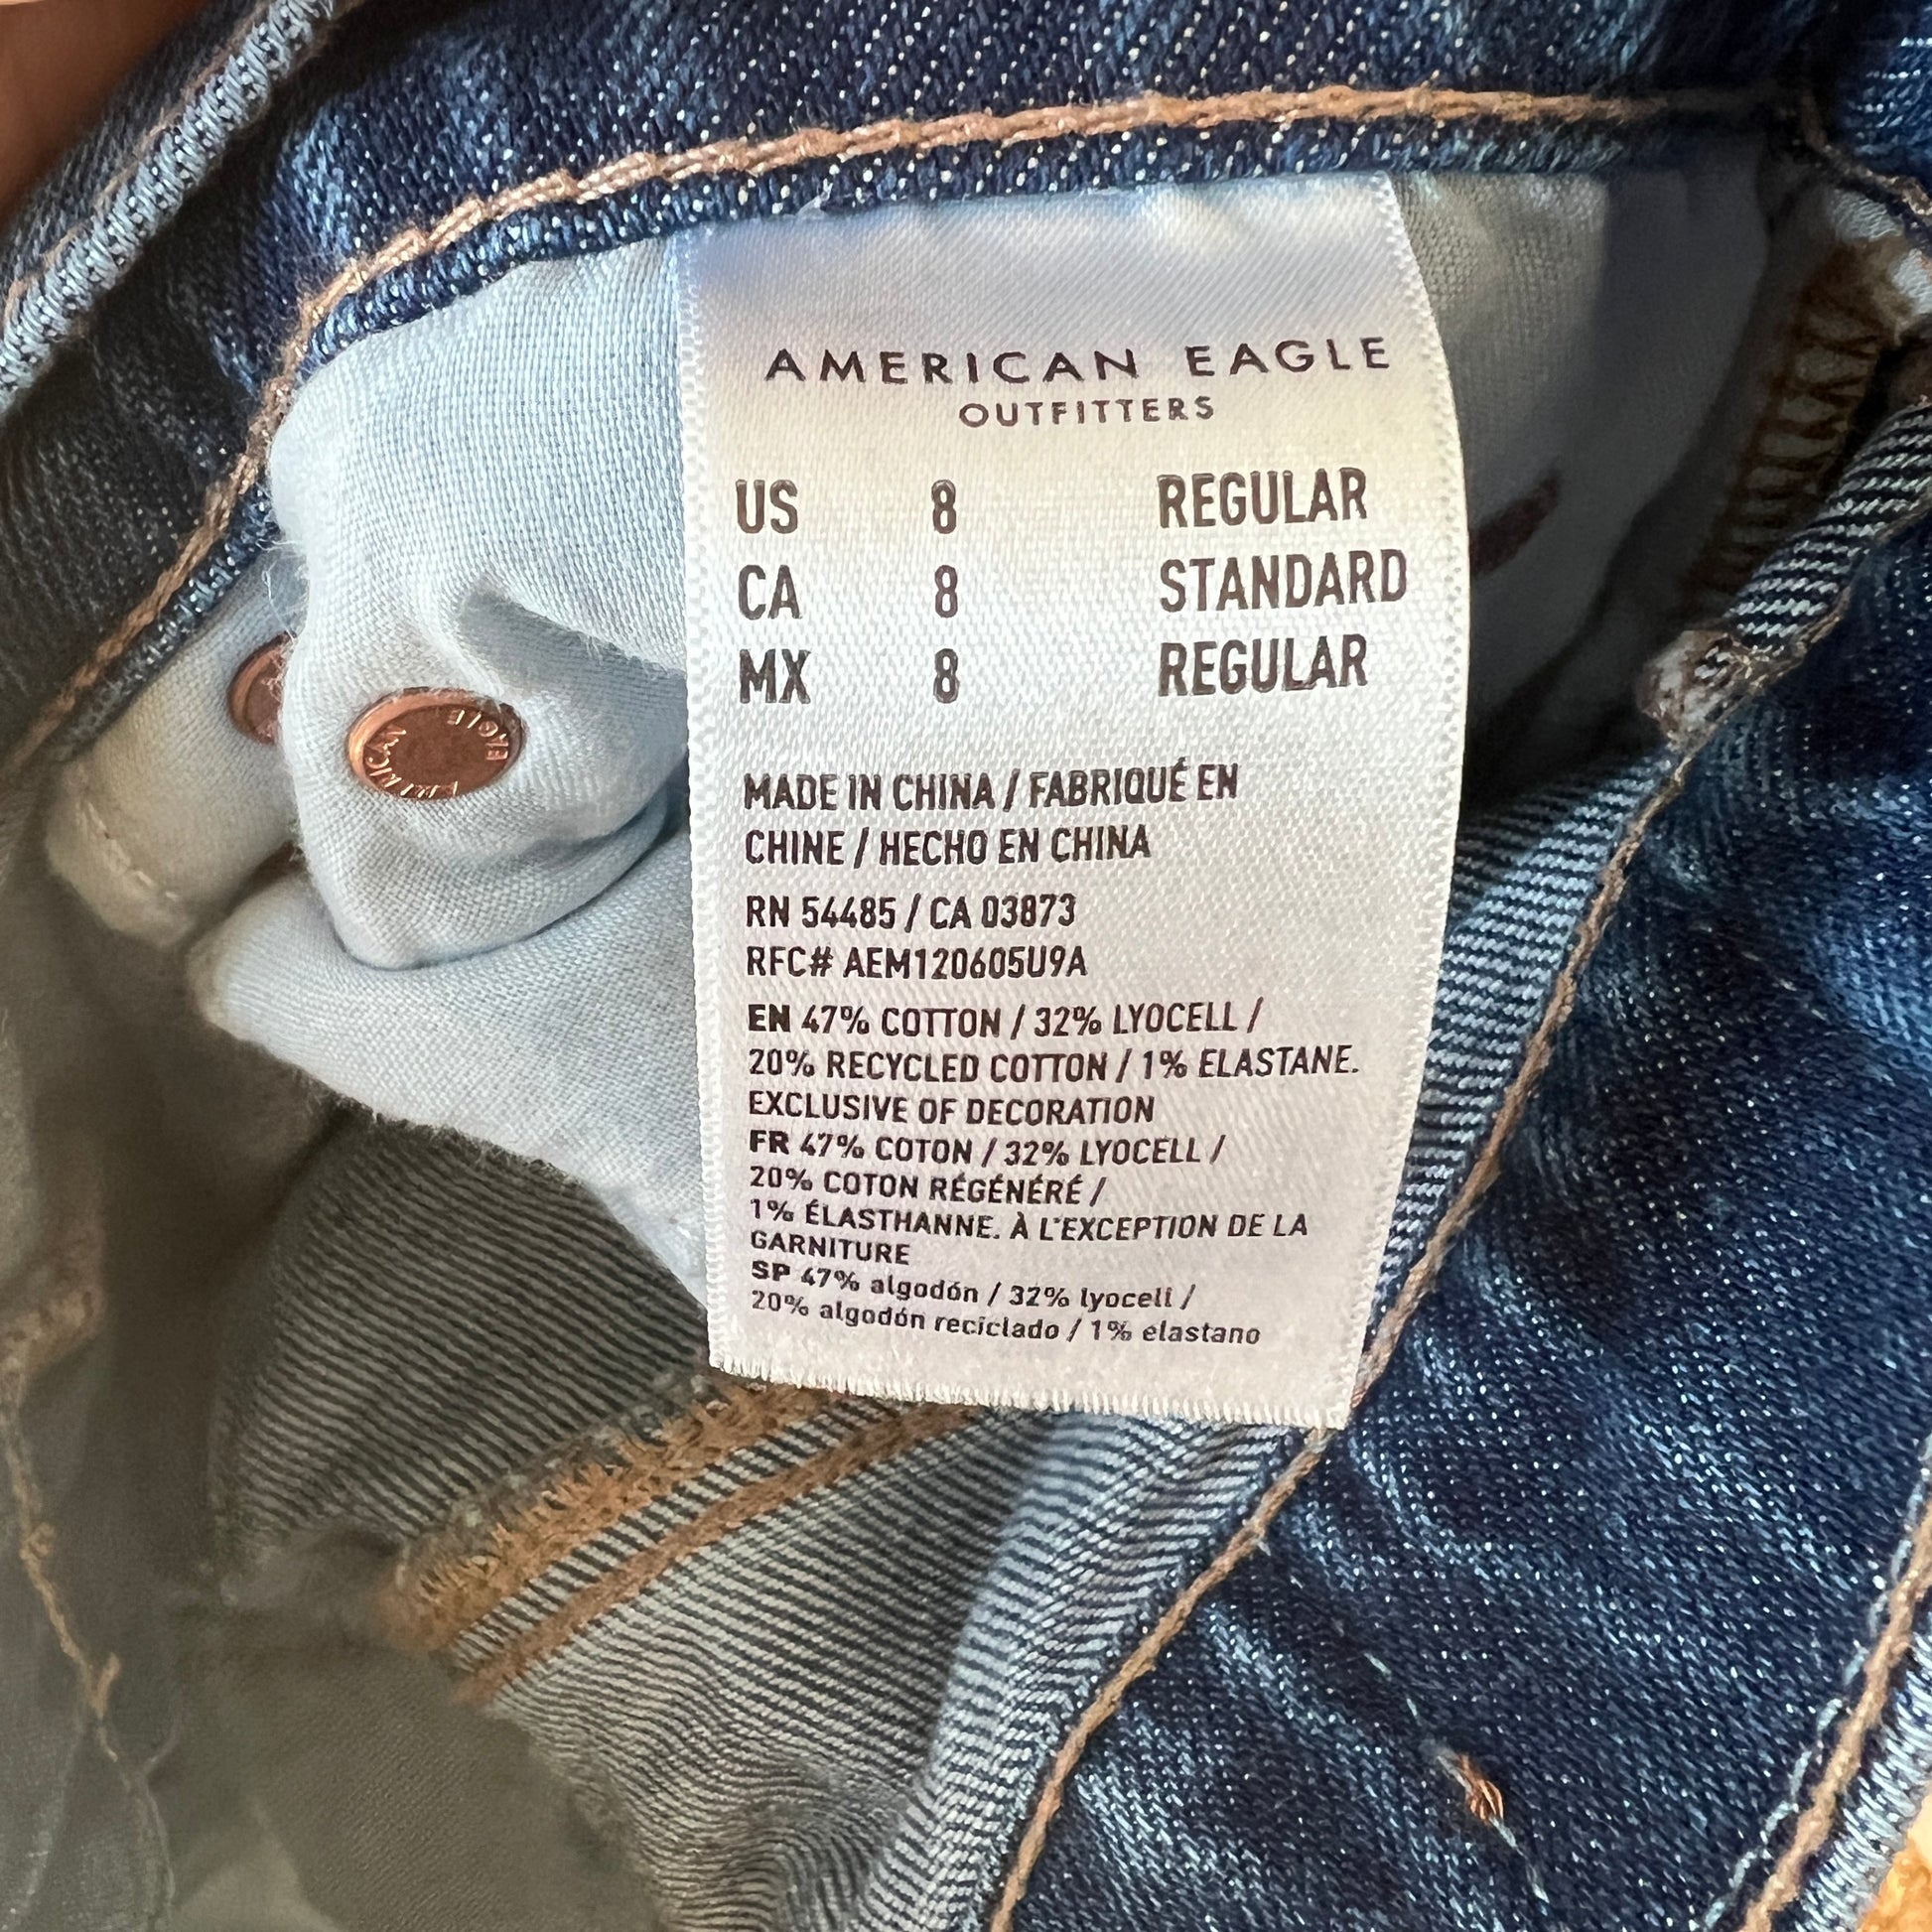 AMERICAN EAGLE
OUTFITTERS
US 8 REGULAR
CA 8 STANDARD
MX 8 REGULAR
MADE IN CHINA / FABRIQUÉ EN
CHINE / HECHO EN CHINA
RN 54485 / CA 03873
RFC# AEM120605U9A
EN 47% COTTON / 32% LYOCELL /
20% RECYCLED COTTON / 1% ELASTANE.
EXCLUSIVE OF DECORATION
FR 47% COTON / 32% LYOCELL /
20% COTON RÉGÉNÉRÉ /
1% ÉLASTHANNE. À L'EXCEPTION DE LA
GARNITURE
SP 47% algodón / 32% lyocell /
20% algodón reciclado / 1% elastano